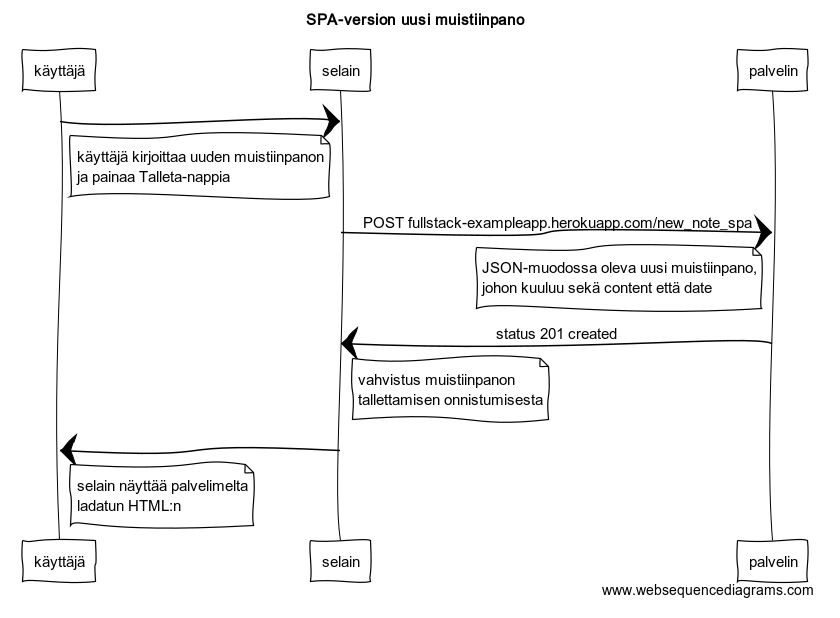 SPA-version uusi muistiinpano
käyttäjä
selain
palvelin
käyttäjä kirjoittaa uuden muistiinpanon
ja painaa Talleta-nappia
POST fullstack-exampleapp.herokuapp.com/new_note_spa
JSON-muodossa oleva uusi muistiinpano,
johon kuuluu sekä content että date
status 201 created
vahvistus muistiinpanon
tallettamisen onnistumisesta
selain näyttää palvelimelta
ladatun HTML:n
käyttäjä
selain
palvelin
www.websequencediagrams.com